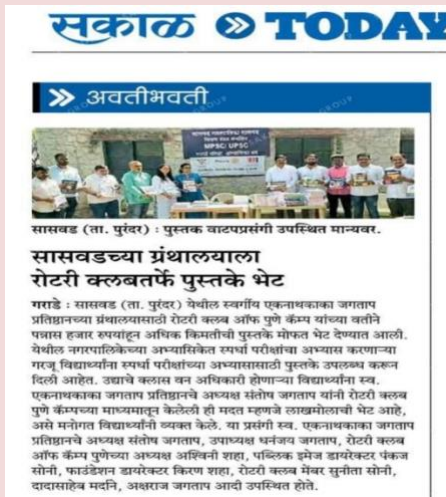 सकाळ » TODAY
» अवतीभवती
MPSC/ UPSC
सासवड (ता. पुरंदर) : पुस्तक वाटपप्रसंगी उपस्थित मान्यवर.
सासवडच्या ग्रंथालयाला
रोटरी क्लबतर्फे पुस्तके भेट
गराडे : सासवड (ता. पुरंदर) येथील स्वर्गीय एकनाथकाका जगताप
प्रतिष्ठानच्या ग्रंथालयासाठी रोटरी क्लब ऑफ पुणे कॅम्प यांच्या वतीने
पन्नास हजार रुपयांहून अधिक किमतीची पुस्तके मोफत भेट देण्यात आली.
येथील नगरपालिकेच्या अभ्यासिकेत स्पर्धा परीक्षांचा अभ्यास करणाऱ्या
गरजू विद्यार्थ्यांना स्पर्धा परीक्षांच्या अभ्यासासाठी पुस्तके उपलब्ध करून
दिली आहेत. उद्याचे क्लास वन अधिकारी होणाऱ्या विद्यार्थ्यांना स्व.
एकनाथकाका जगताप प्रतिष्ठानचे अध्यक्ष संतोष जगताप यांनी रोटरी क्लब
पुणे कॅम्पच्या माध्यमातून केलेली ही मदत म्हणजे लाखमोलाची भेट आहे,
असे मनोगत विद्यार्थ्यांनी व्यक्त केले. या प्रसंगी स्व. एकनाथकाका जगताप
प्रतिष्ठानचे अध्यक्ष संतोष जगताप, उपाध्यक्ष धनंजय जगताप, रोटरी क्लब
ऑफ कॅम्प पुणेच्या अध्यक्ष अश्विनी शहा, पब्लिक इमेज डायरेक्टर पंकज
सोनी, फाउंडेशन डायरेक्टर किरण शहा, रोटरी क्लब मेंबर सुनीता सोनी,
दादासाहेब मदने, अक्षराज जगताप आदी उपस्थित होते.